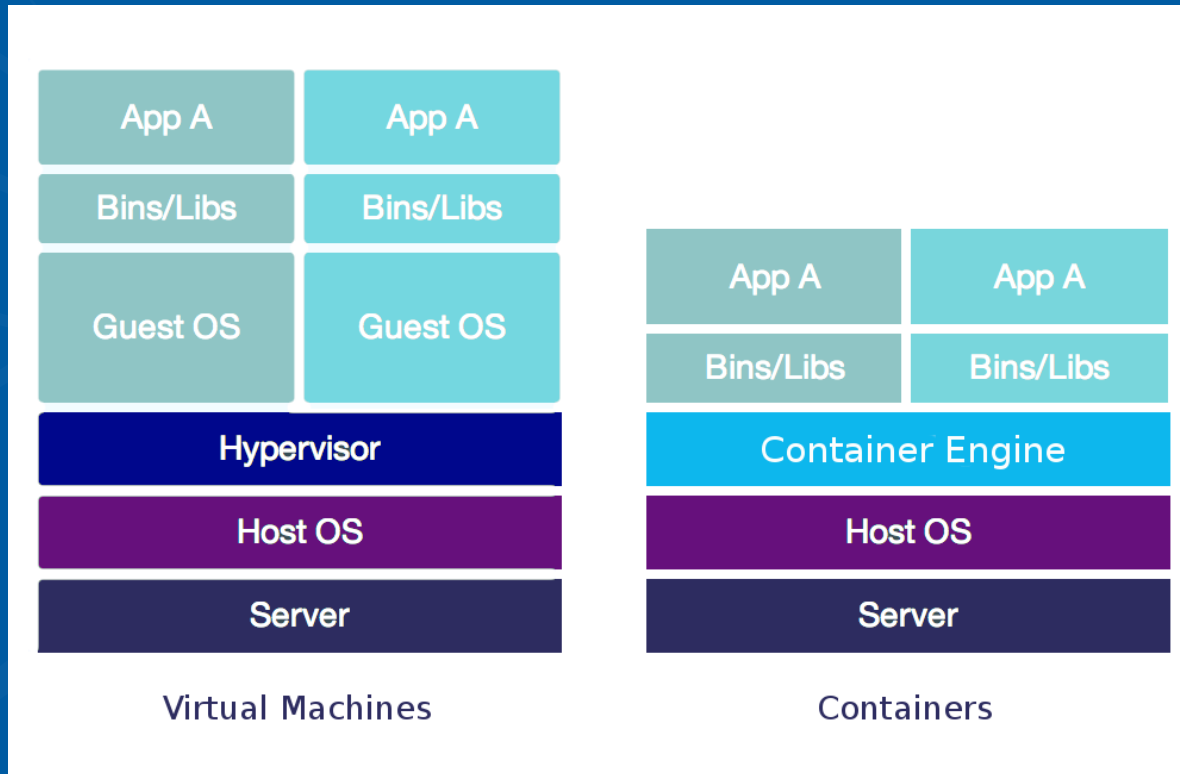 App A
App A
Bins/Libs
Bins/Libs
Guest OS
Guest OS
Hypervisor
Host OS
Server
Virtual Machines
App A
App A
Bins/Libs
Bins/Libs
Container Engine
Host OS
Server
Containers